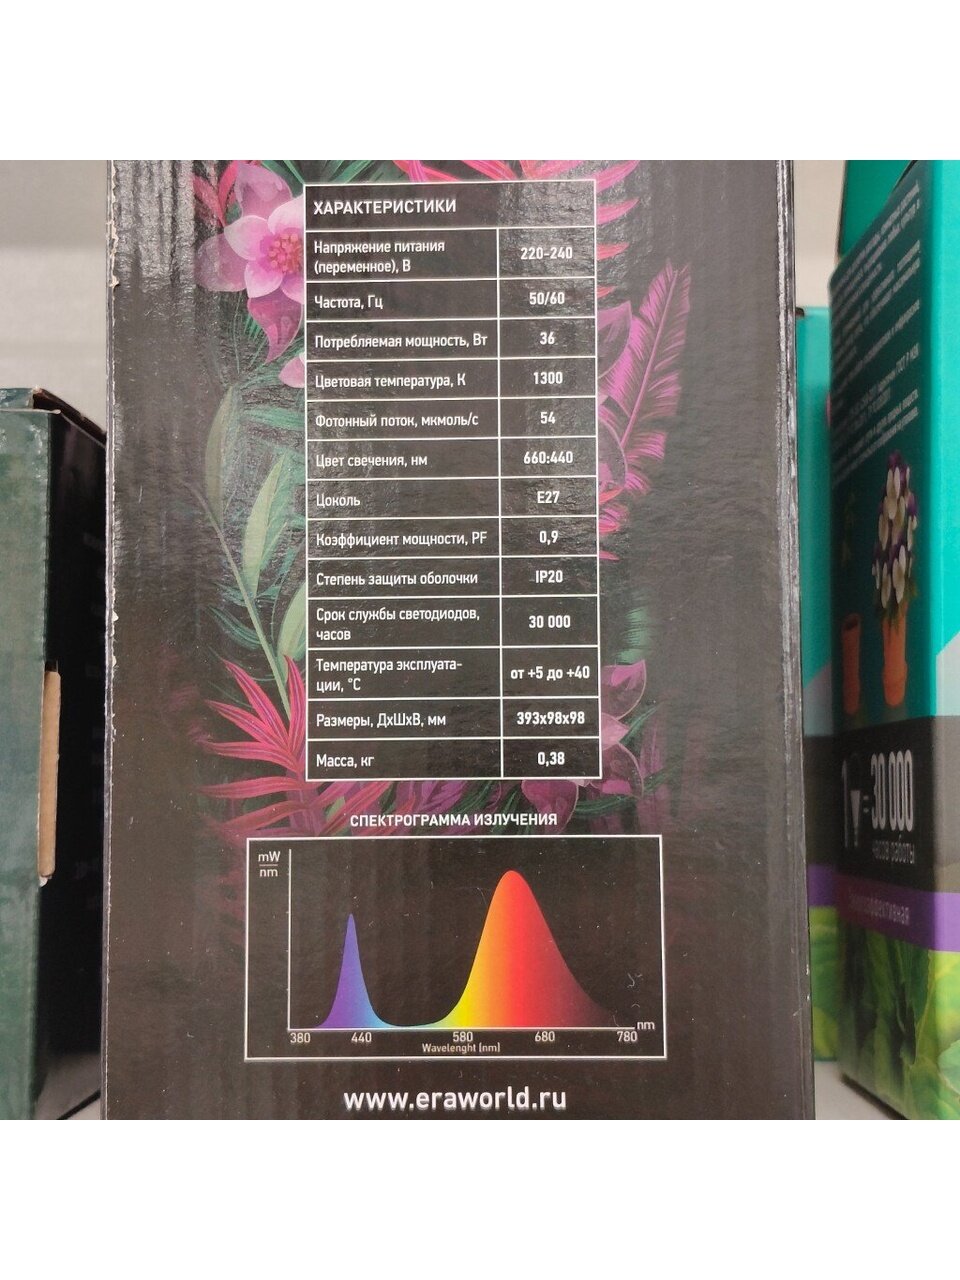 ХАРАКТЕРИСТИКИ
Напряжение питания
(переменное), В
220-240
Частота, Гц
50/60
Потребляемая мощность, Вт
36
Цветовая температура, К
1300
Фотонный поток, мкмоль/с
54
Цвет свечения, нм
660:440
Цоколь
E27
Коэффициент мощности, PF
0,9
Степень защиты оболочки
IP20
Срок службы светодиодов,
часов
30 000
Температура эксплуата-
ции, °С
от +5 до +40
Размеры, ДхШхВ, мм
393х98х98
Масса, кг
0,38
СПЕКТРОГРАММА ИЗЛУЧЕНИЯ
mW
nm
nm
380 440 580 680 780
Wavelenght [nm]
www.eraworld.ru
= 30 000
часов работы